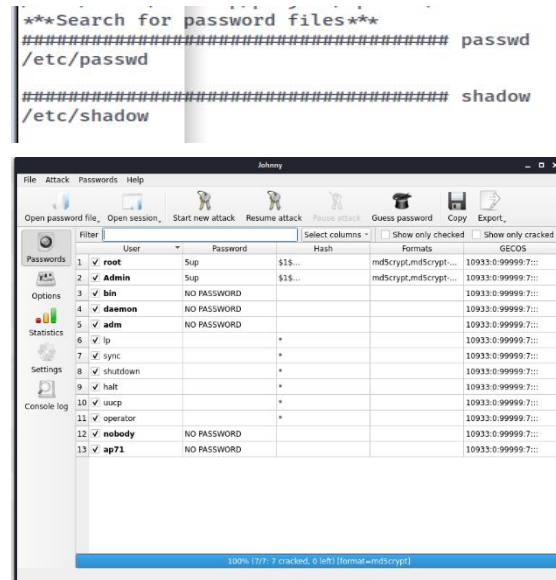 ***Search for password files***
##################################### passwd
/etc/passwd
##################################### shadow
/etc/shadow
Johnny
File Attack Passwords Help
Open password file Open session Start new attack Resume attack Pause attack Guess password Copy Export
Passwords
Options
Statistics
Settings
Console log
Filter Select columns Show only checked Show only cracked
User Password Hash Formats GECOS
1 root 5up $1$... md5crypt,md5crypt-... 10933:0:99999:7:::
2 Admin 5up $1$... md5crypt,md5crypt-... 10933:0:99999:7:::
3 bin NO PASSWORD 10933:0:99999:7:::
4 daemon NO PASSWORD 10933:0:99999:7:::
5 adm NO PASSWORD 10933:0:99999:7:::
6 lp * 10933:0:99999:7:::
7 sync * 10933:0:99999:7:::
8 shutdown * 10933:0:99999:7:::
9 halt * 10933:0:99999:7:::
10 uucp * 10933:0:99999:7:::
11 operator * 10933:0:99999:7:::
12 nobody NO PASSWORD 10933:0:99999:7:::
13 ap71 NO PASSWORD 10933:0:99999:7:::
100% (7/7: 7 cracked, 0 left) [format=md5crypt]